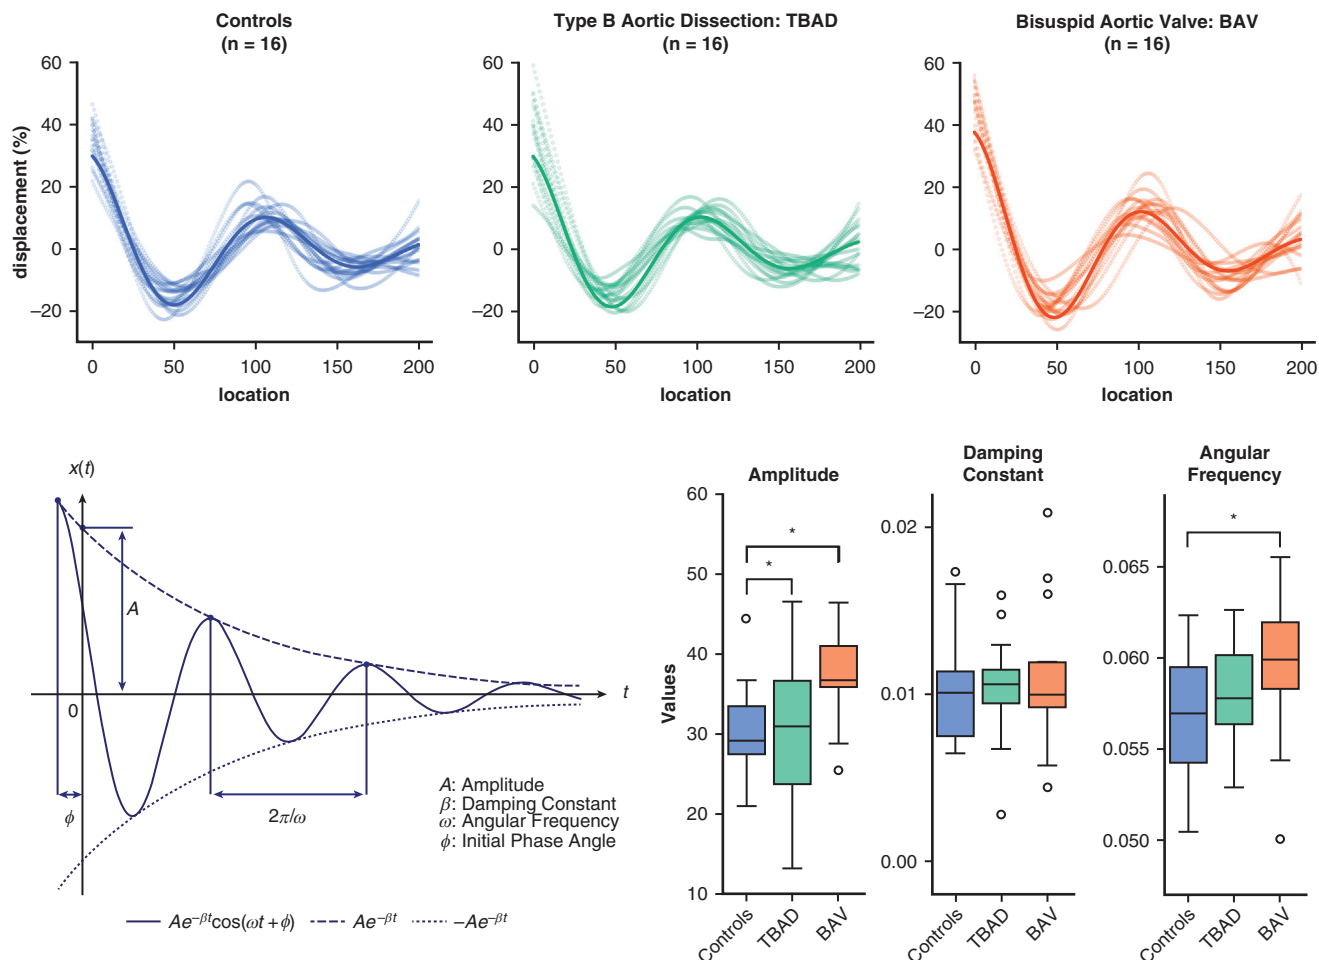 Controls
(n = 16)
Type B Aortic Dissection: TBAD
(n = 16)
Bisuspid Aortic Valve: BAV
(n = 16)
displacement (%)
60
40
20
0
–20
0 50 100 150 200
location
60
40
20
0
–20
0 50 100 150 200
location
60
40
20
0
–20
0 50 100 150 200
location
x(t)
A
0
t
ϕ
2π/ω
A: Amplitude
β: Damping Constant
ω: Angular Frequency
ϕ: Initial Phase Angle
Ae^{–βt}cos(ωt + ϕ) Ae^{–βt} –Ae^{–βt}
Amplitude
Values
60
50
40
30
20
10
*
*
Controls TBAD BAV
Damping
Constant
0.02
0.01
0.00
Controls TBAD BAV
Angular
Frequency
0.065
0.060
0.055
0.050
*
Controls TBAD BAV